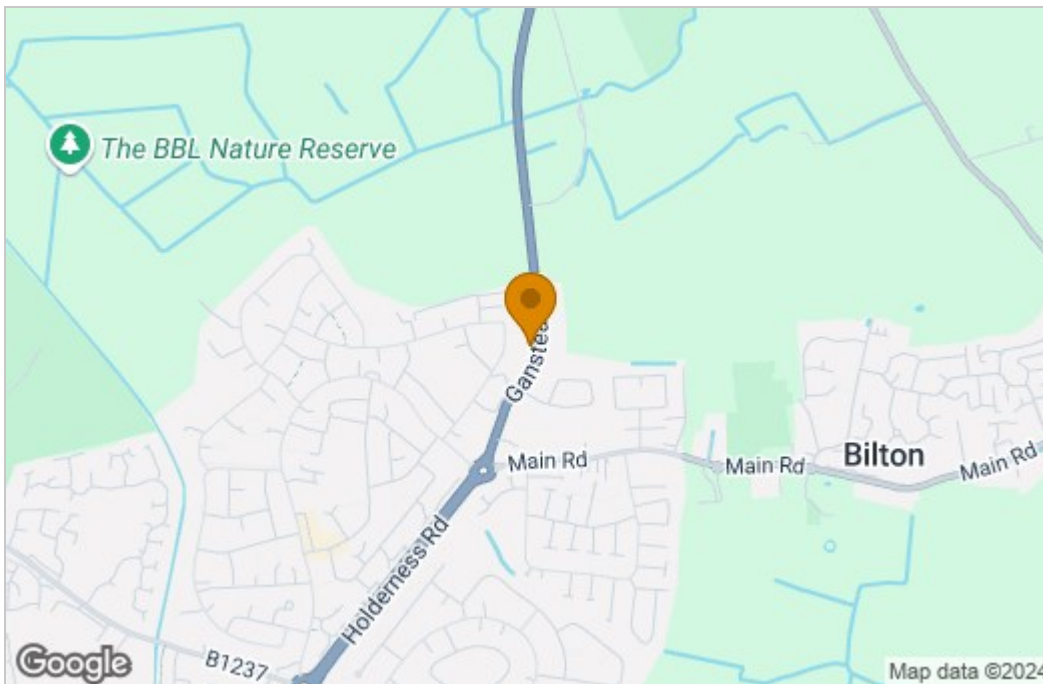 The BBL Nature Reserve
Main Rd
Main Rd
Bilton
Main Rd
Holderness Rd
B1237
Google
Map data ©2024